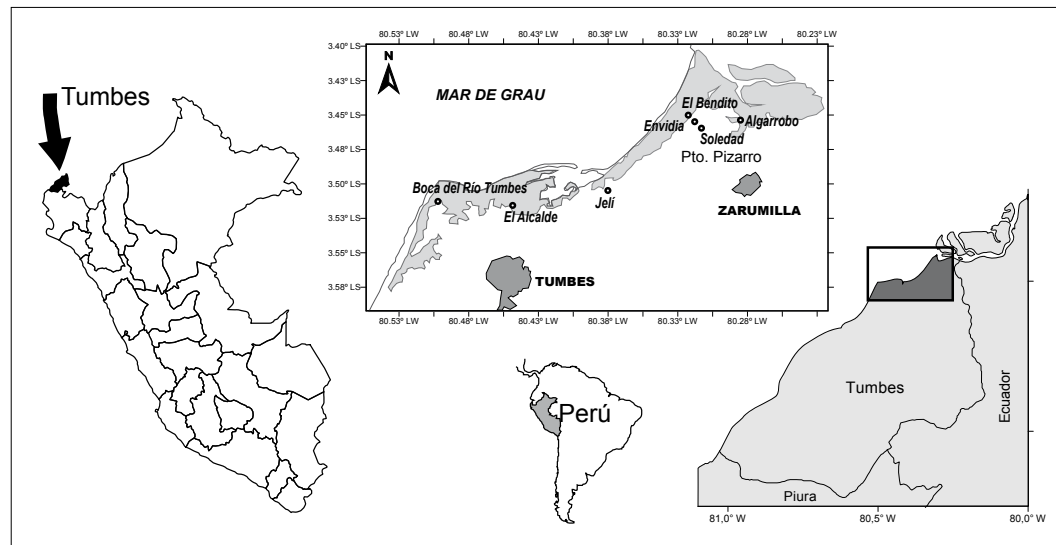 Tumbes
80.53° LW 80.48° LW 80.43° LW 80.38° LW 80.33° LW 80.28° LW 80.23° LW
3.40° LS
3.43° LS
3.45° LS
3.48° LS
3.50° LS
3.53° LS
3.55° LS
3.58° LS
N
MAR DE GRAU
El Bendito
Envidia
Algarrobo
Soledad
Pto. Pizarro
Boca del Río Tumbes
Jelí
El Alcalde
ZARUMILLA
TUMBES
80.53° LW 80.48° LW 80.43° LW 80.38° LW 80.33° LW 80.28° LW
Perú
Tumbes
Ecuador
Piura
81,0° W 80,5° W 80,0° W